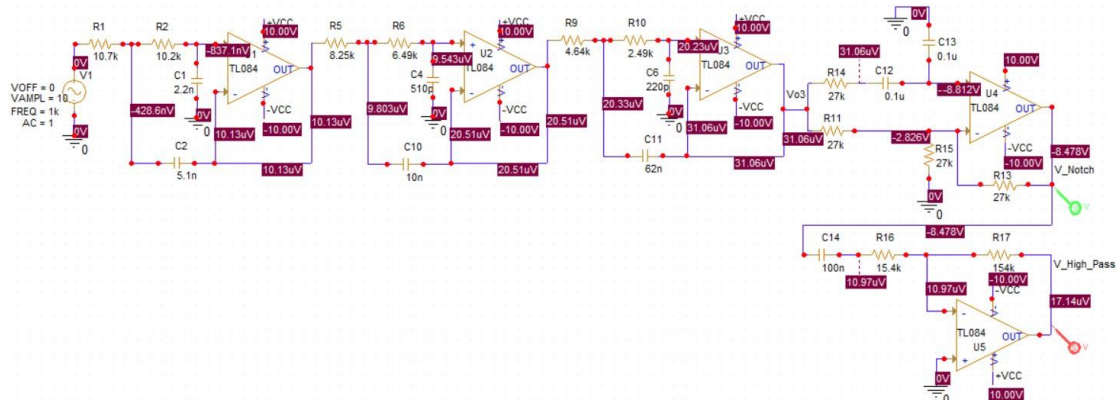 V1
VOFF = 0
VAMPL = 10
FREQ = 1k
AC = 1
0V
0V
0
R1
10.7k
R2
10.2k
-428.6nV
-837.1nV
C1
2.2n
0V
0
C2
5.1n
+VCC
10.00V
U1
TL084
+
-
OUT
-VCC
-10.00V
10.13uV
10.13uV
10.13uV
R5
8.25k
R6
6.49k
9.803uV
9.543uV
C4
510p
0V
0
C10
10n
+VCC
10.00V
U2
TL084
+
-
OUT
-VCC
-10.00V
20.51uV
20.51uV
20.51uV
R9
4.64k
R10
2.49k
20.33uV
20.23uV
C6
220p
0V
0
C11
62n
+VCC
10.00V
U3
TL084
-
OUT
-VCC
-10.00V
31.06uV
31.06uV
Vo3
31.06uV
R14
27k
31.06uV
C12
0.1u
0V
0
C13
0.1u
R11
27k
-2.826V
--8.812V
R15
27k
0V
0
R13
27k
10.00V
U4
TL084
-
OUT
-VCC
-10.00V
-8.478V
V_Notch
-8.478V
C14
100n
10.97uV
R16
15.4k
10.97uV
R17
154k
V_High_Pass
-10.00V
-VCC
17.14uV
-
+
TL084
U5
OUT
+VCC
10.00V
0V
0